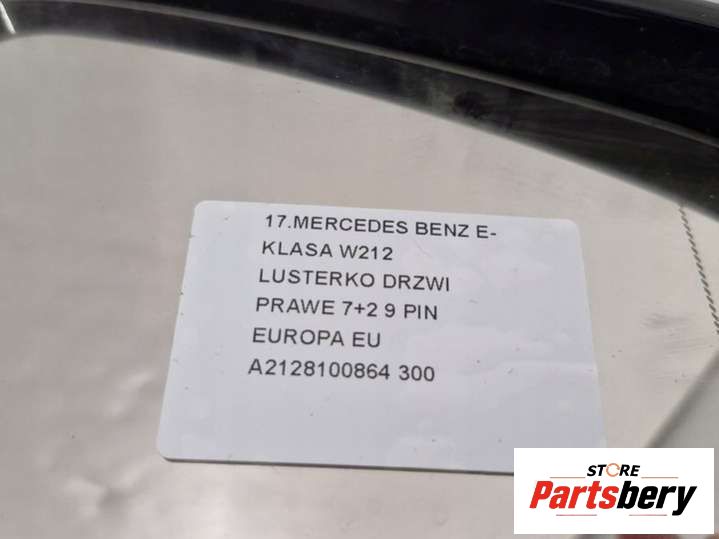 17.MERCEDES BENZ E-
KLASA W212
LUSTERKO DRZWI
PRAWE 7+2 9 PIN
EUROPA EU
A2128100864 300
STORE
Partsbery